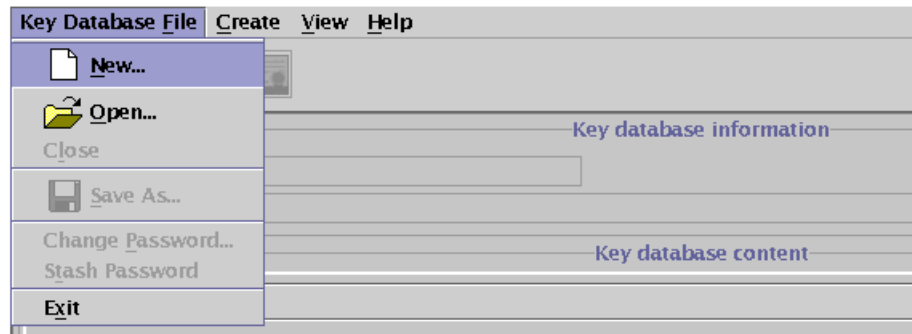 Key Database File Create View Help
New...
Open...
Key database information
Close
Save As...
Change Password...
Key database content
Stash Password
Exit